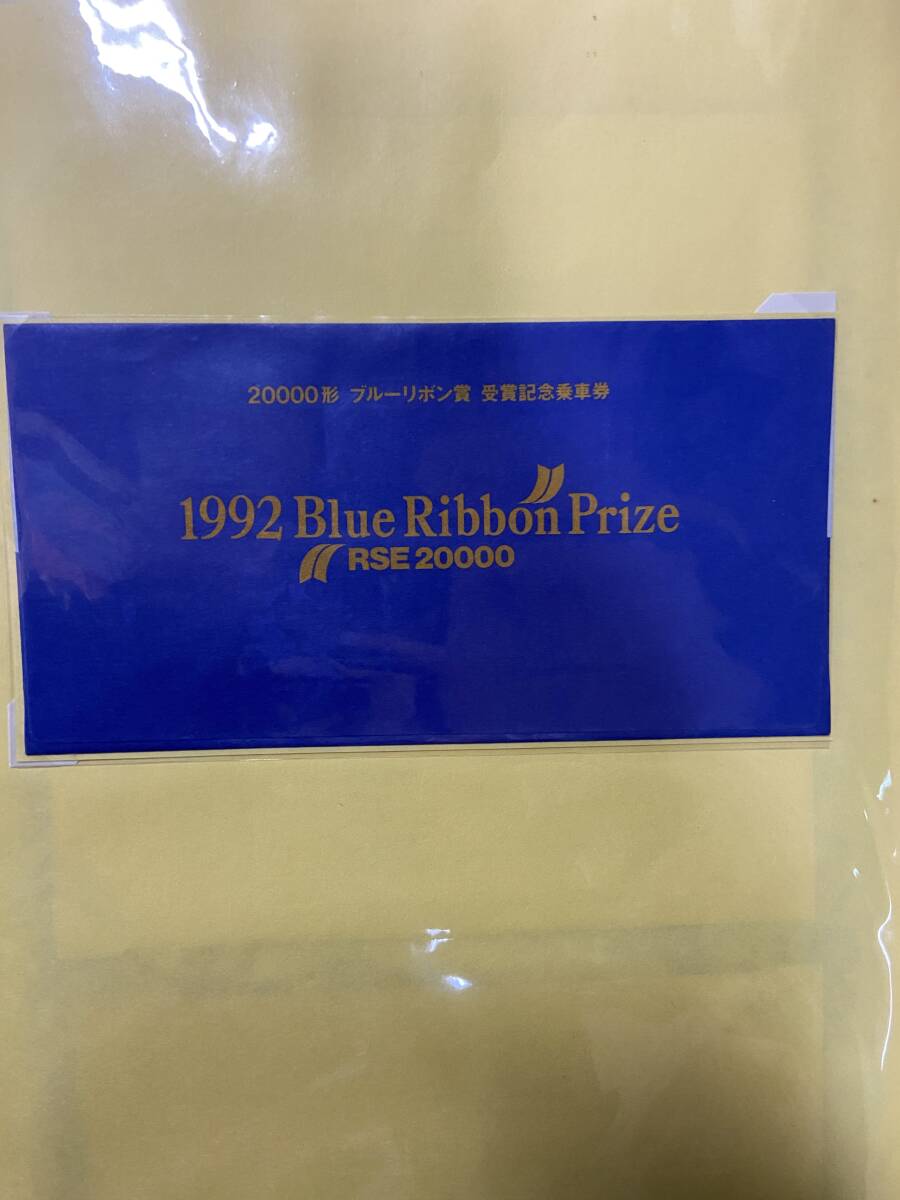 20000形 ブルーリボン賞 受賞記念乗車券
1992 Blue Ribbon Prize
RSE 20000